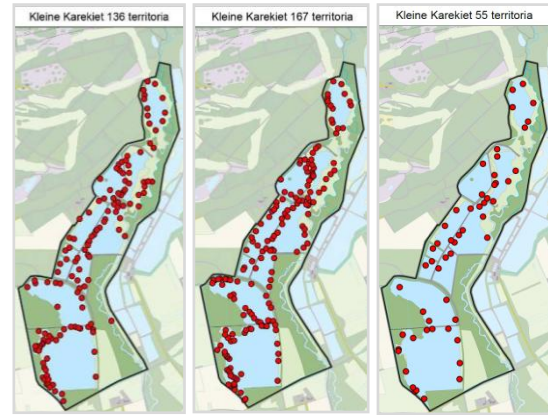 Kleine Karekiet 136 territoria
Kleine Karekiet 167 territoria
Kleine Karekiet 55 territoria